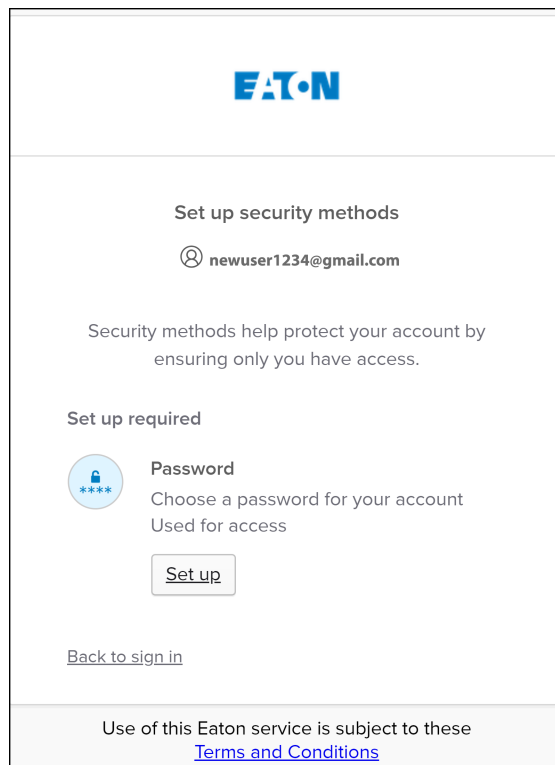 EATON
Set up security methods
newuser1234@gmail.com
Security methods help protect your account by
ensuring only you have access.
Set up required
****
Password
Choose a password for your account
Used for access
Set up
Back to sign in
Use of this Eaton service is subject to these
Terms and Conditions